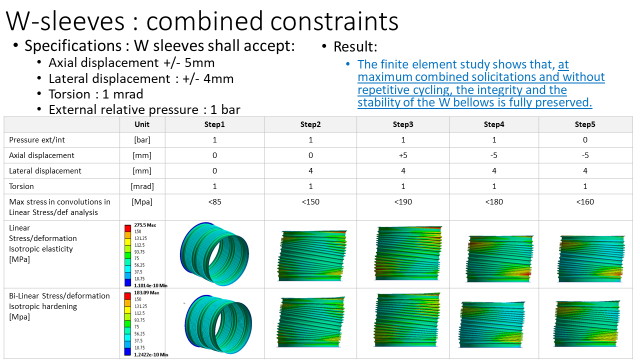 W-sleeves : combined constraints
• Specifications : W sleeves shall accept:
• Axial displacement +/- 5mm
• Lateral displacement : +/- 4mm
• Torsion : 1 mrad
• External relative pressure : 1 bar
• Result:
• The finite element study shows that, at
maximum combined solicitations and without
repetitive cycling, the integrity and the
stability of the W bellows is fully preserved.
Unit Step1 Step2 Step3 Step4 Step5
Pressure ext/int [bar] 1 1 1 1 0
Axial displacement [mm] 0 0 +5 -5 -5
Lateral displacement [mm] 0 4 4 4 4
Torsion [mrad] 1 1 1 1 1
Max stress in convolutions in [Mpa] <85 <150 <190 <180 <160
Linear Stress/def analysis
Linear
Stress/deformation
Isotropic elasticity
[MPa]
275.5 Max
150
131.25
112.5
93.75
75
56.25
37.5
18.75
Bi-Linear Stress/deformation
Isotropic hardening
[Mpa]
183.09 Max
150
131.25
112.5
93.75
75
56.25
37.5
18.75
1.2422e-10 Min